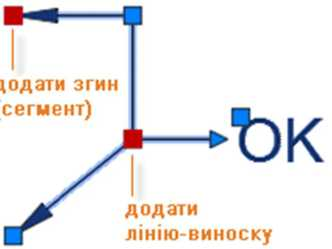 додати згин
(сегмент)
OK
додати
лінію-виноску